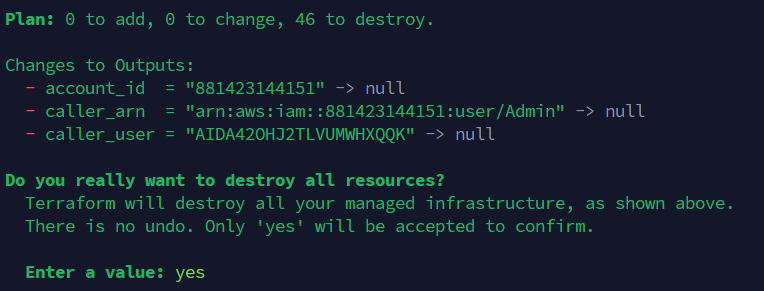 Plan: 0 to add, 0 to change, 46 to destroy.
Changes to Outputs:
- account_id  = "881423144151" -> null
- caller_arn  = "arn:aws:iam::881423144151:user/Admin" -> null
- caller_user = "AIDA42OHJ2TLVUMWHXQQK" -> null
Do you really want to destroy all resources?
Terraform will destroy all your managed infrastructure, as shown above.
There is no undo. Only 'yes' will be accepted to confirm.
Enter a value: yes